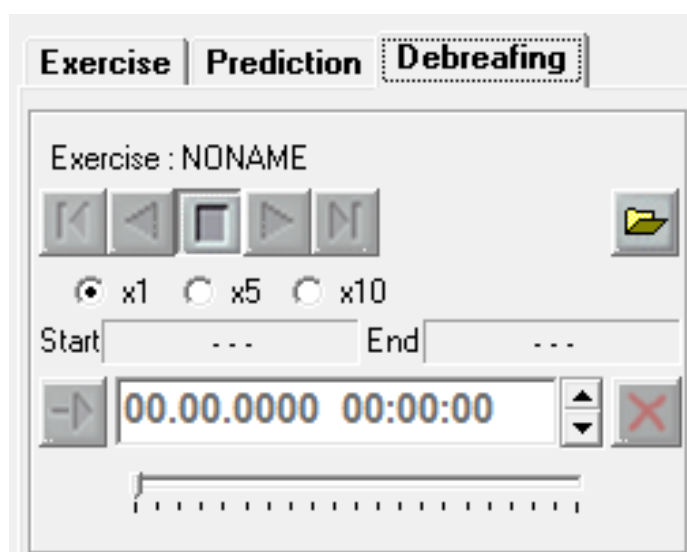 Exercise Prediction Debreafing
Exercise : NONAME
x1 x5 x10
Start - - - End - - -
00.00.0000 00:00:00